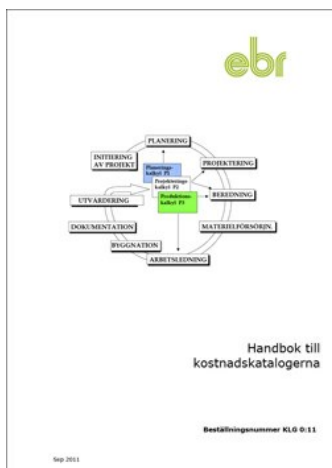 ebr
PLANERING
INITIERING
AV PROJEKT
Planerings-
kalkyl P1
PROJEKTERING
Projekterings-
kalkyl P2
BEREDNING
UTVÄRDERING
Produktions-
kalkyl P3
DOKUMENTATION
MATERIELFÖRSÖRJN.
BYGGNATION
ARBETSLEDNING
Handbok till
kostnadskatalogerna
Beställningsnummer KLG 0:11
Sep 2011